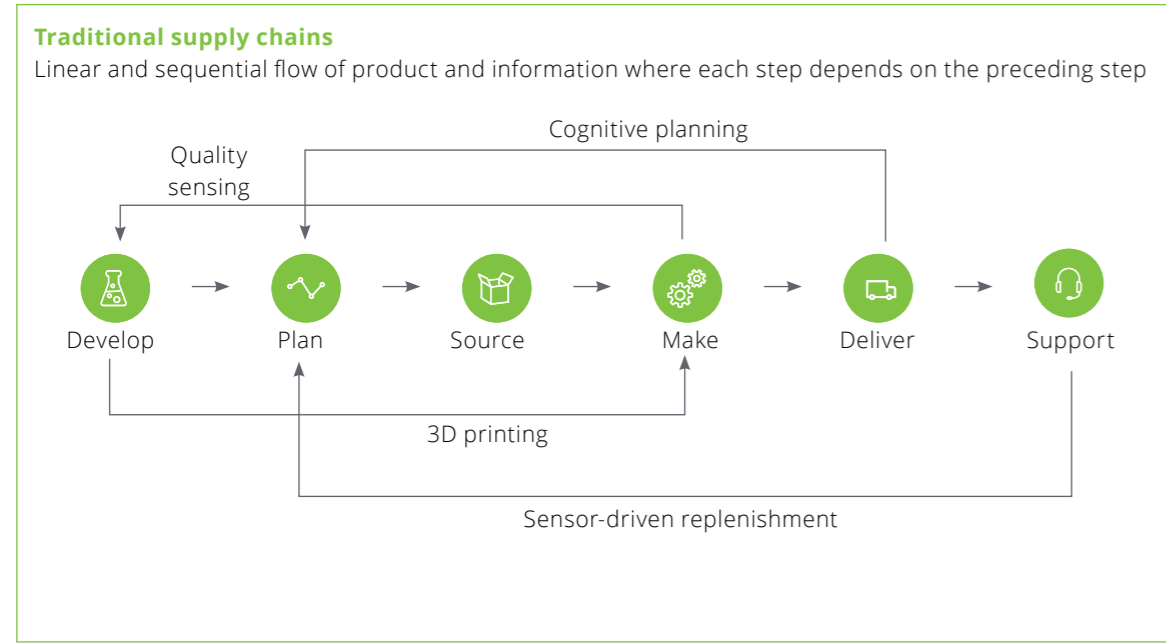 Traditional supply chains
Linear and sequential flow of product and information where each step depends on the preceding step
Cognitive planning
Quality
sensing
Develop
Plan
Source
Make
Deliver
Support
3D printing
Sensor-driven replenishment